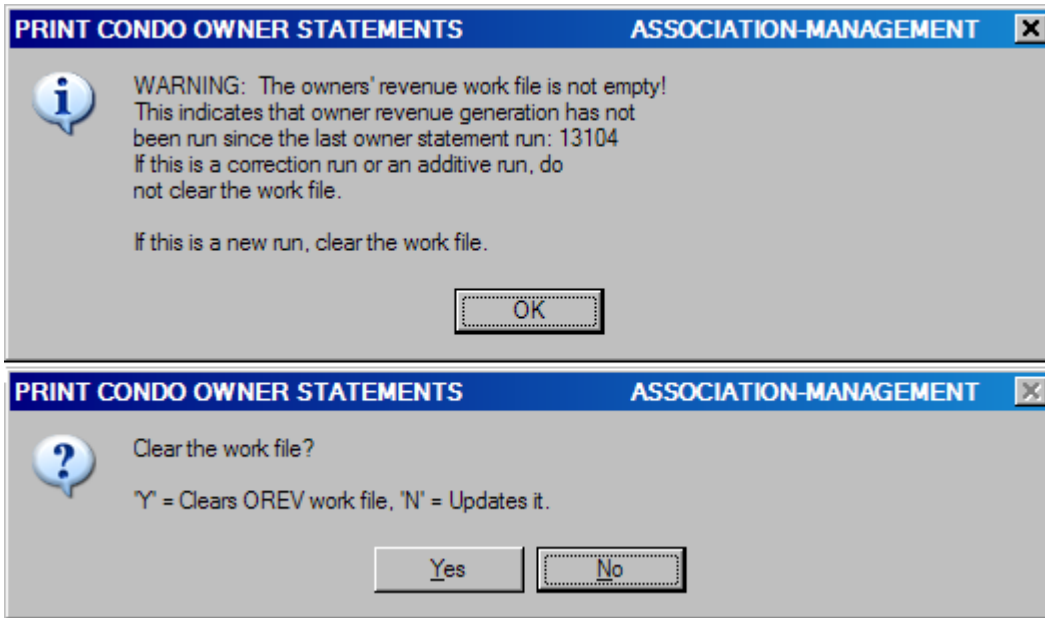 PRINT CONDO OWNER STATEMENTS ASSOCIATION-MANAGEMENT
WARNING:  The owners' revenue work file is not empty!
This indicates that owner revenue generation has not
been run since the last owner statement run: 13104
If this is a correction run or an additive run, do
not clear the work file.
If this is a new run, clear the work file.
OK
PRINT CONDO OWNER STATEMENTS ASSOCIATION-MANAGEMENT
Clear the work file?
'Y' = Clears OREV work file, 'N' = Updates it.
Yes No